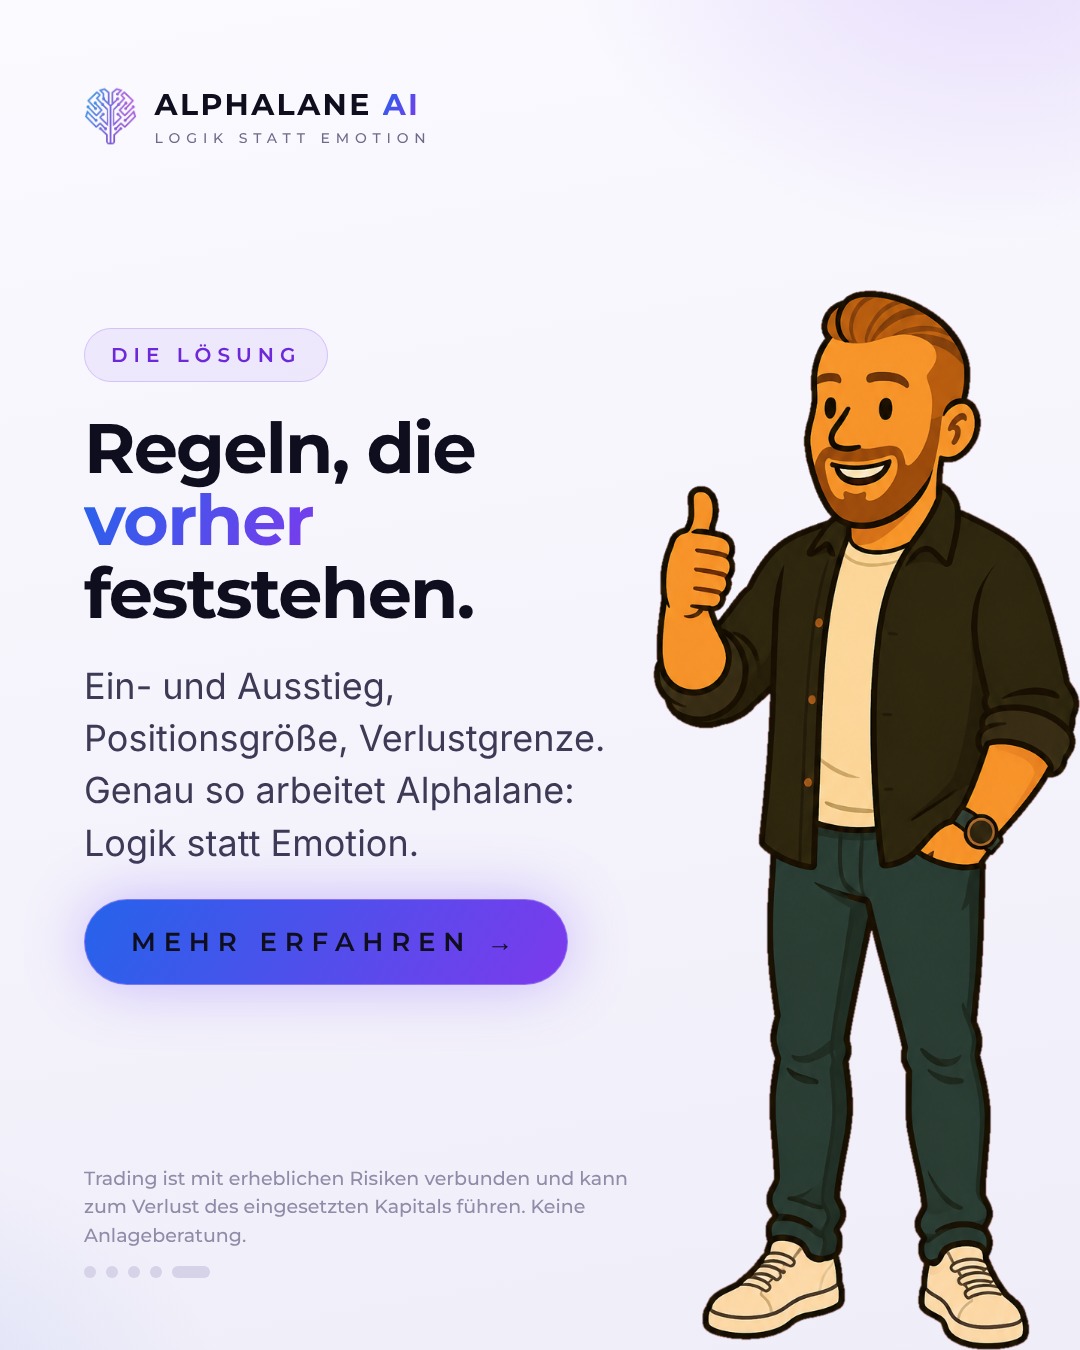 ALPHALANE AI
LOGIK STATT EMOTION
DIE LÖSUNG
Regeln, die
vorher
feststehen.
Ein- und Ausstieg,
Positionsgröße, Verlustgrenze.
Genau so arbeitet Alphalane:
Logik statt Emotion.
MEHR ERFAHREN →
Trading ist mit erheblichen Risiken verbunden und kann
zum Verlust des eingesetzten Kapitals führen. Keine
Anlageberatung.